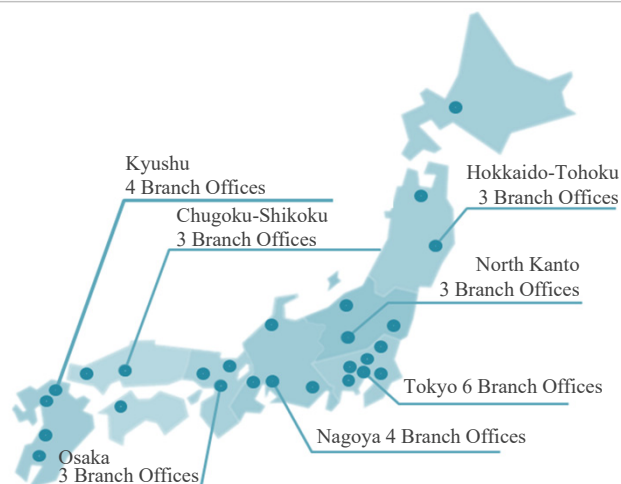 Kyushu
4 Branch Offices
Hokkaido-Tohoku
3 Branch Offices
Chugoku-Shikoku
3 Branch Offices
North Kanto
3 Branch Offices
Tokyo 6 Branch Offices
Nagoya 4 Branch Offices
Osaka
3 Branch Offices